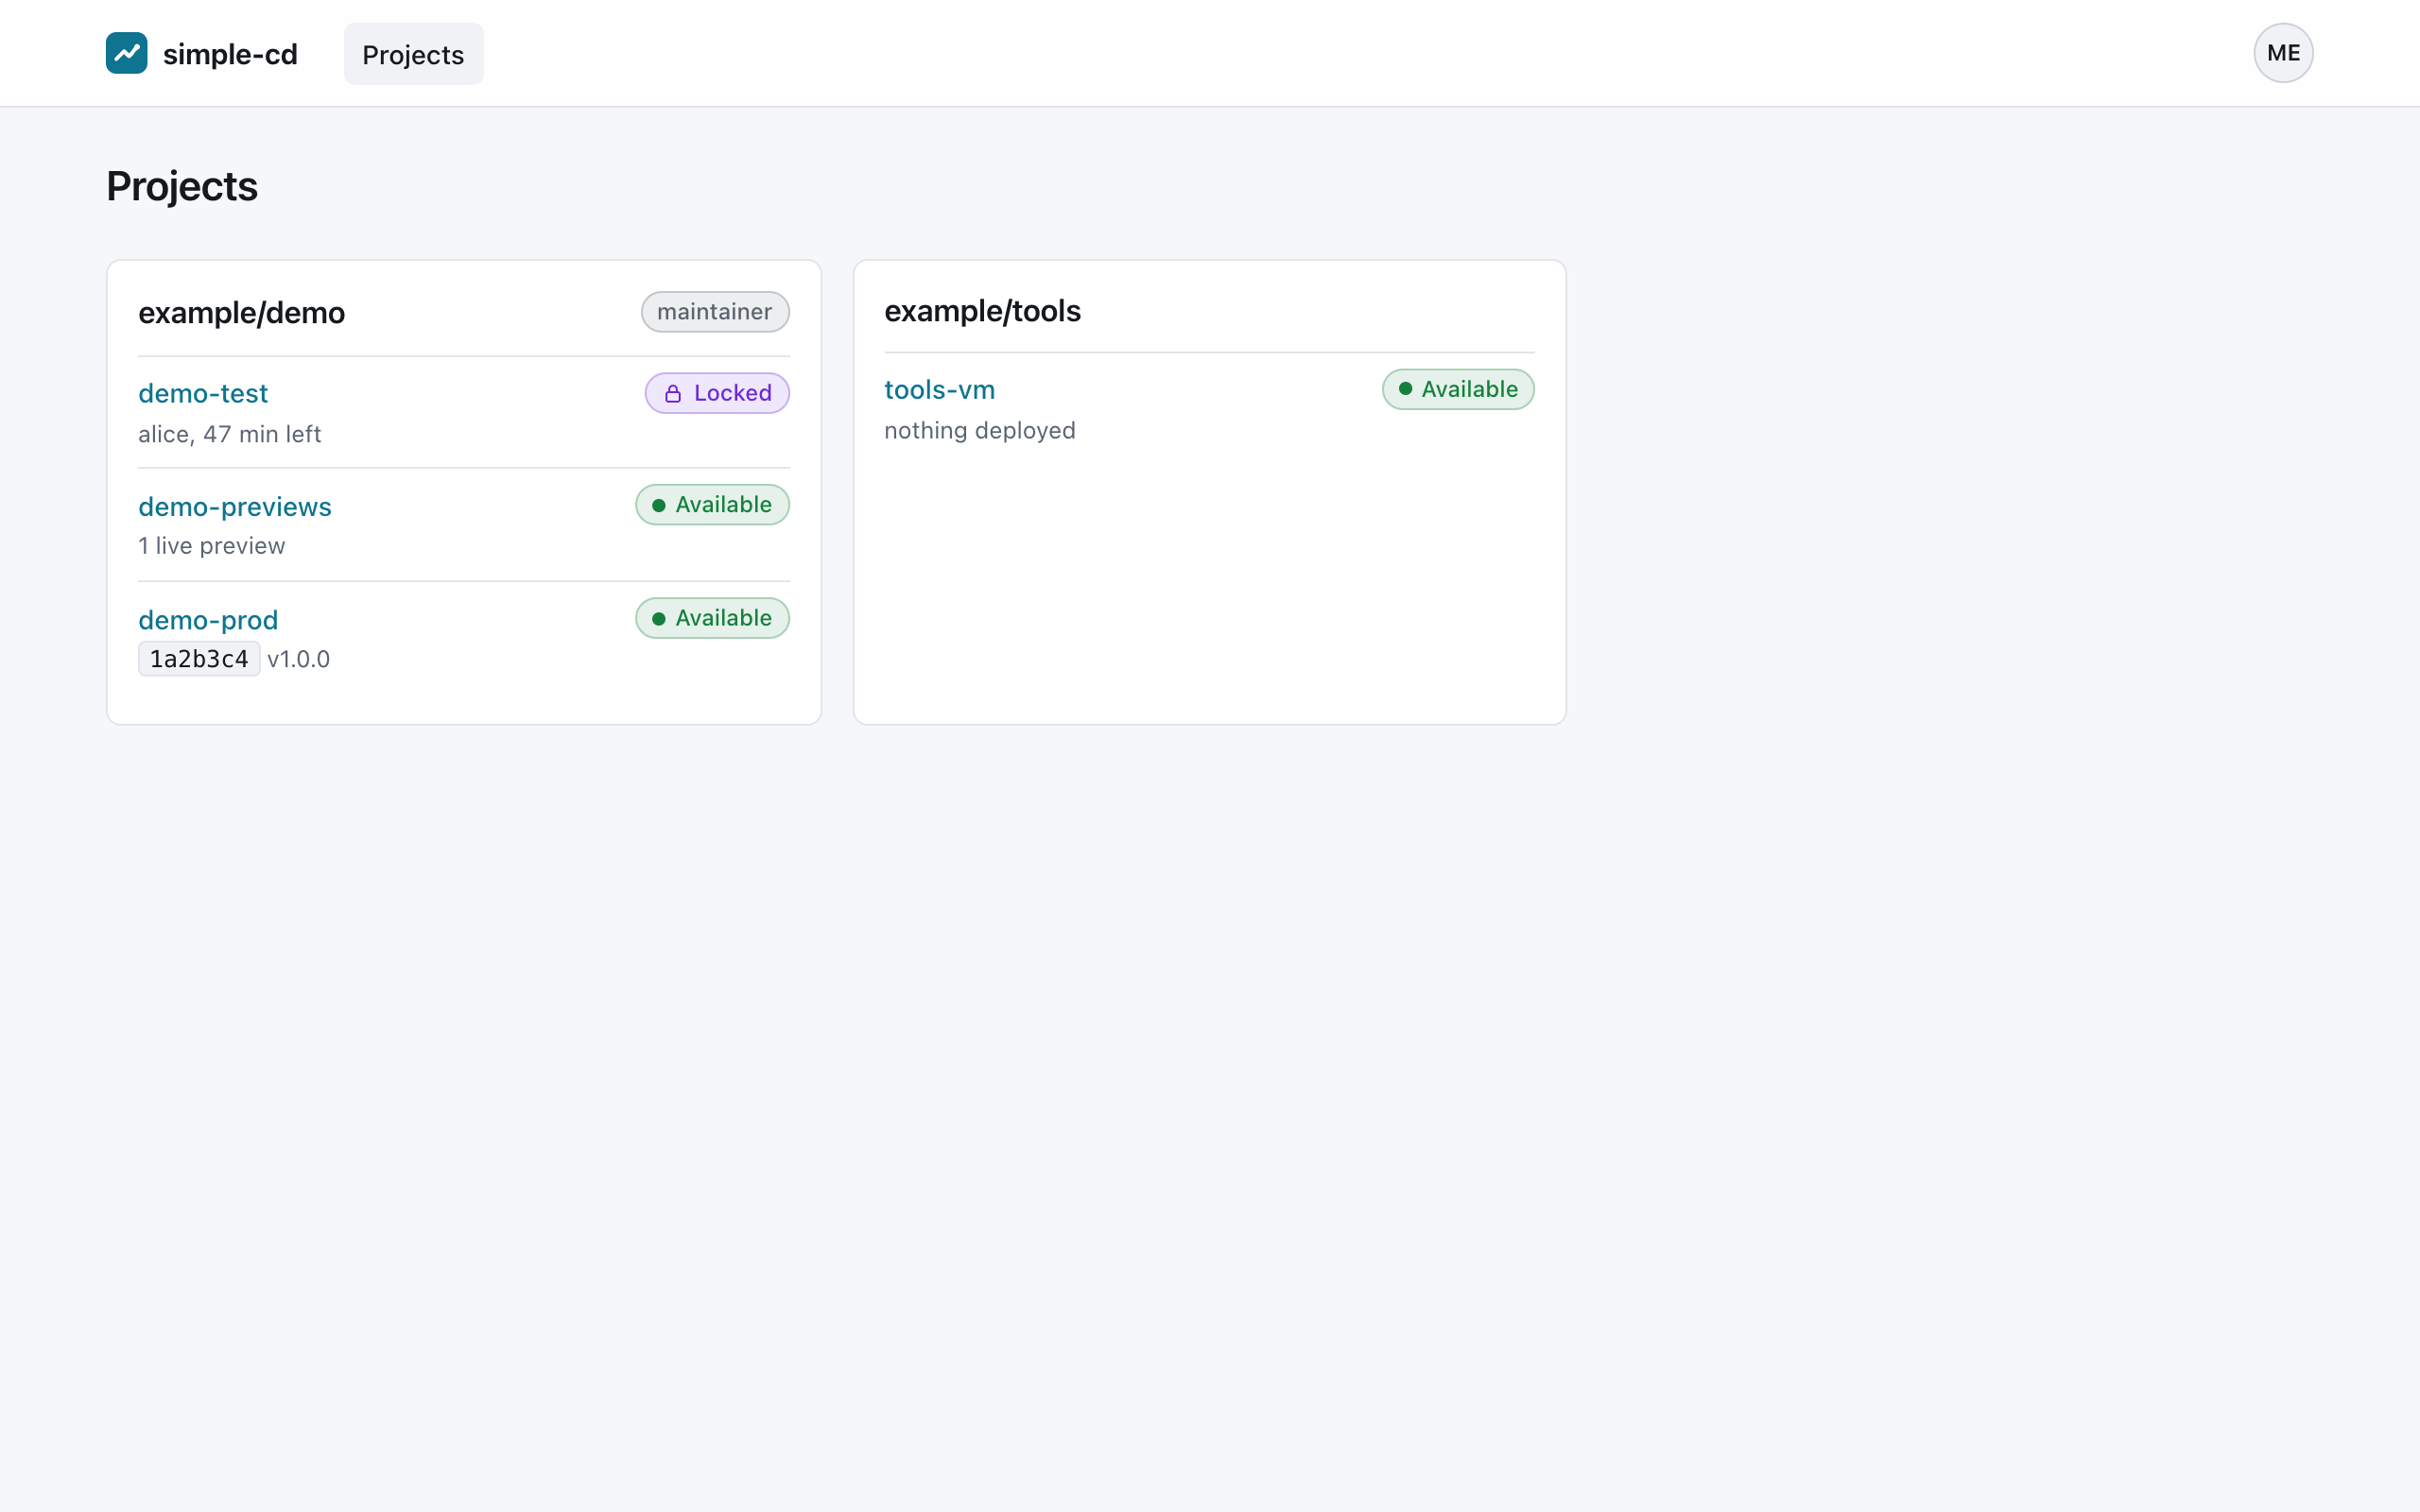 simple-cd Projects ME
Projects
example/demo maintainer
demo-test Locked
alice, 47 min left
demo-previews Available
1 live preview
demo-prod Available
1a2b3c4 v1.0.0
example/tools
tools-vm Available
nothing deployed